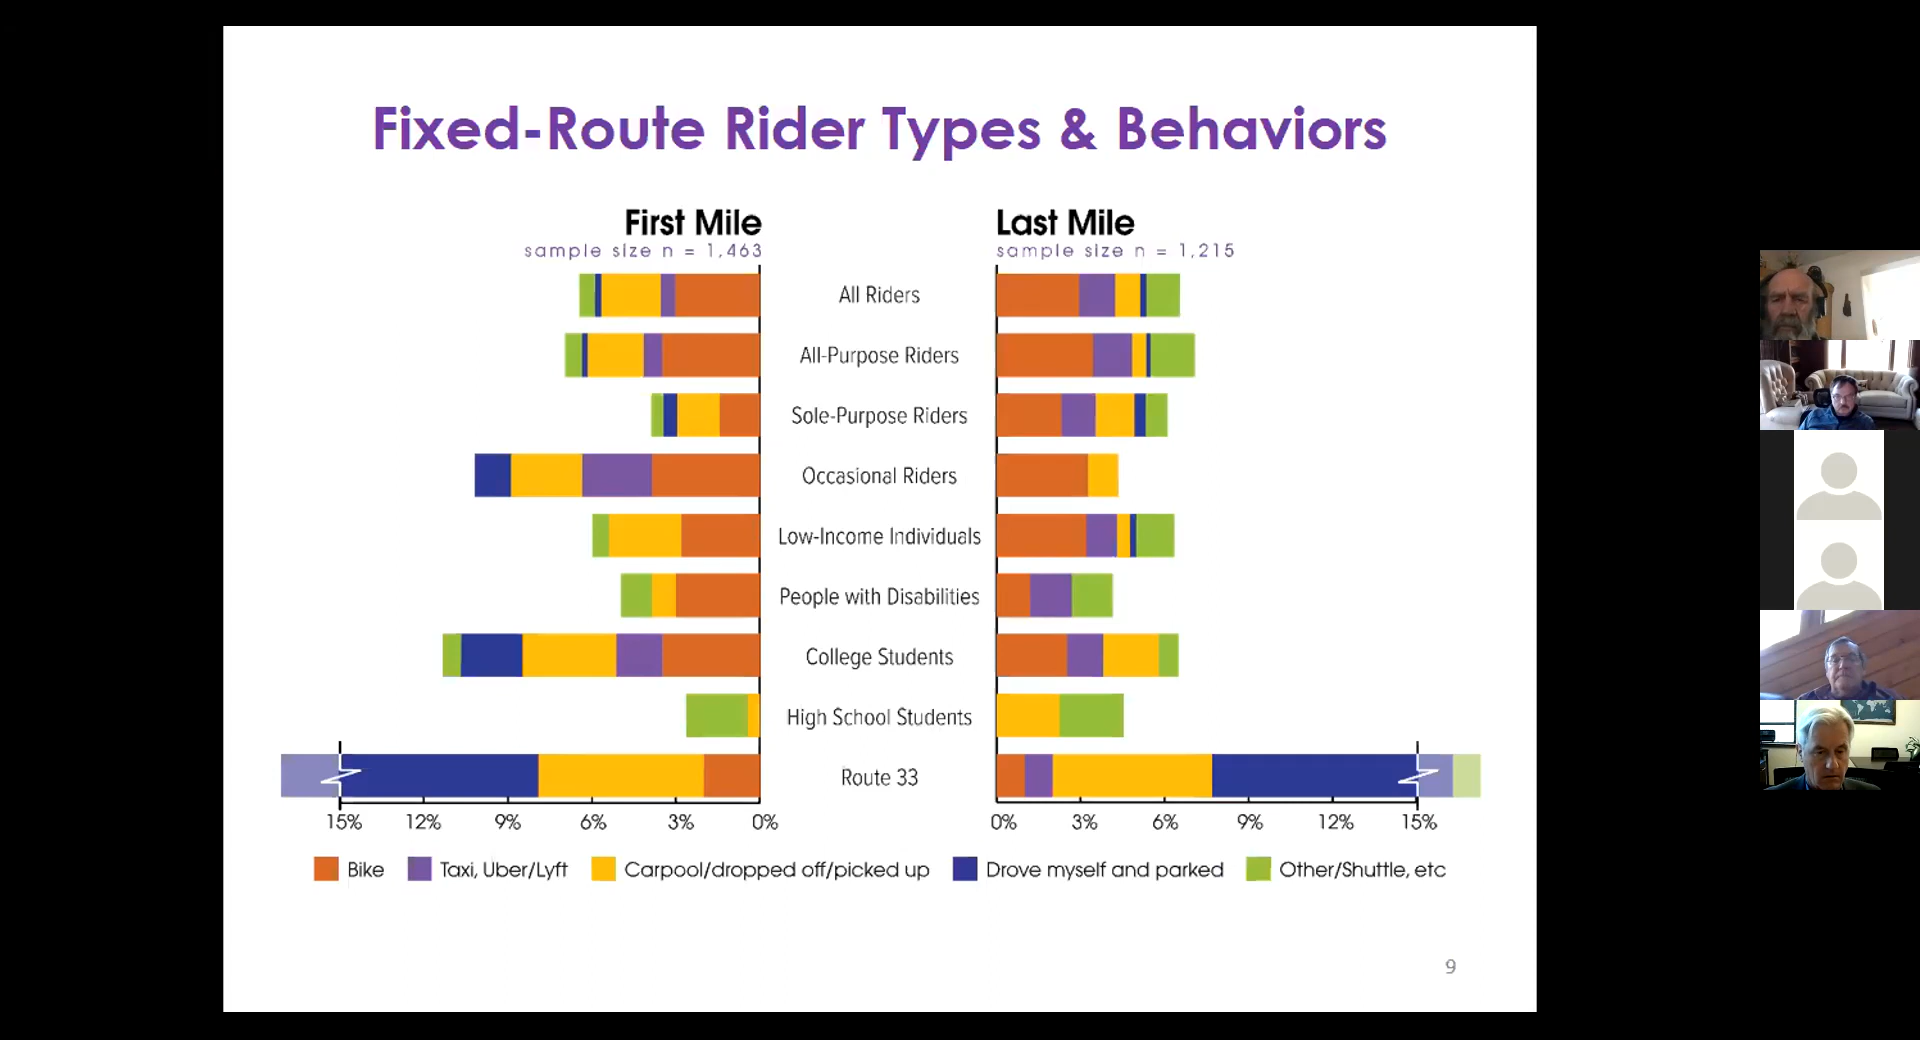 Fixed-Route Rider Types & Behaviors
First Mile
sample size n = 1,463
Last Mile
sample size n = 1,215
All Riders
All-Purpose Riders
Sole-Purpose Riders
Occasional Riders
Low-Income Individuals
People with Disabilities
College Students
High School Students
Route 33
15% 12% 9% 6% 3% 0%
0% 3% 6% 9% 12% 15%
Bike Taxi, Uber/Lyft Carpool/dropped off/picked up Drove myself and parked Other/Shuttle, etc
9